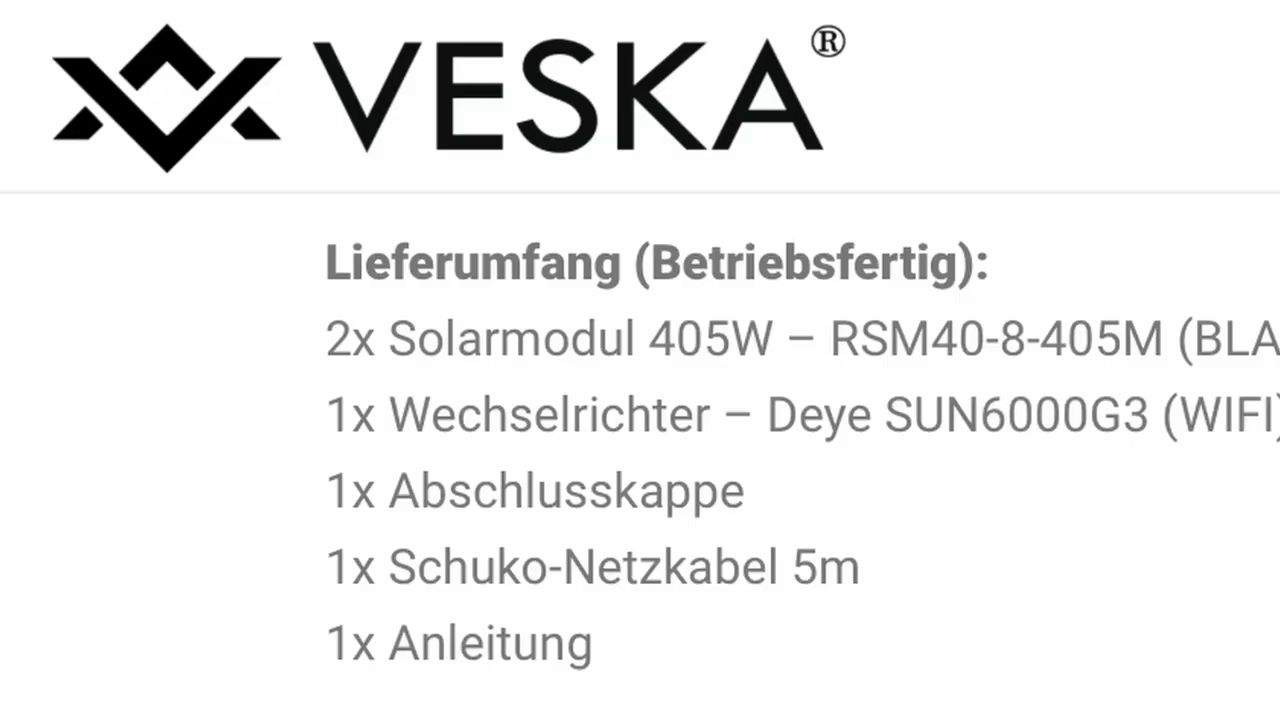 VESKA®
Lieferumfang (Betriebsfertig):
2x Solarmodul 405W – RSM40-8-405M (BLA
1x Wechselrichter – Deye SUN6000G3 (WIFI)
1x Abschlusskappe
1x Schuko-Netzkabel 5m
1x Anleitung